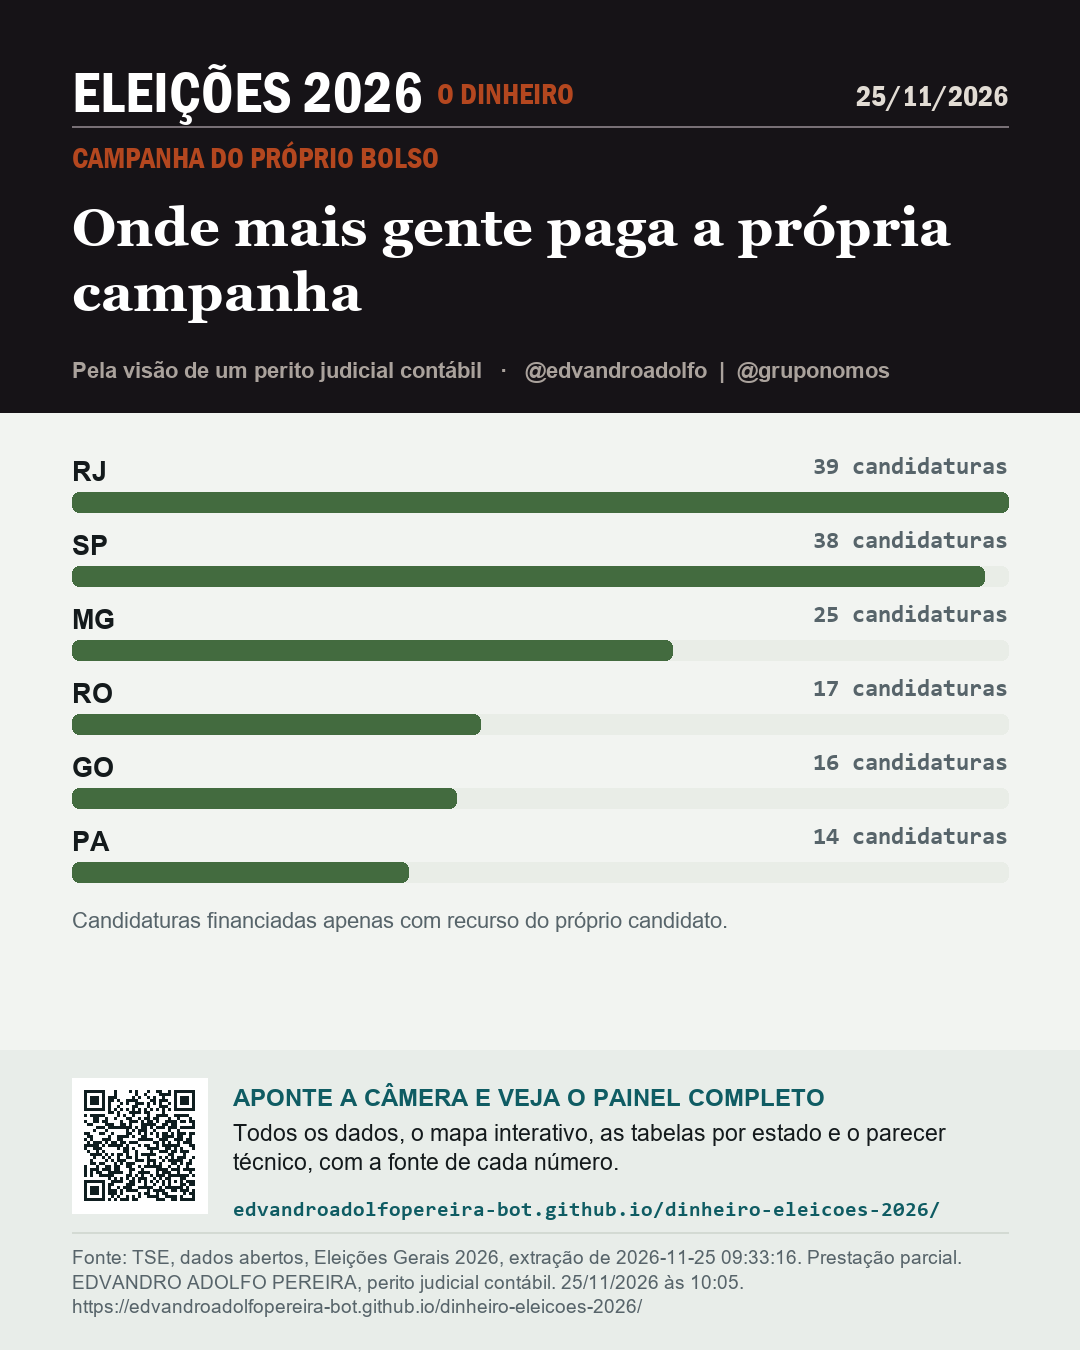 ELEIÇÕES 2026 O DINHEIRO 25/11/2026
CAMPANHA DO PRÓPRIO BOLSO
Onde mais gente paga a própria
campanha
Pela visão de um perito judicial contábil · @edvandroadolfo | @gruponomos
RJ 39 candidaturas
SP 38 candidaturas
MG 25 candidaturas
RO 17 candidaturas
GO 16 candidaturas
PA 14 candidaturas
Candidaturas financiadas apenas com recurso do próprio candidato.
APONTE A CÂMERA E VEJA O PAINEL COMPLETO
Todos os dados, o mapa interativo, as tabelas por estado e o parecer
técnico, com a fonte de cada número.
edvandroadolfopereira-bot.github.io/dinheiro-eleicoes-2026/
Fonte: TSE, dados abertos, Eleições Gerais 2026, extração de 2026-11-25 09:33:16. Prestação parcial.
EDVANDRO ADOLFO PEREIRA, perito judicial contábil. 25/11/2026 às 10:05.
https://edvandroadolfopereira-bot.github.io/dinheiro-eleicoes-2026/